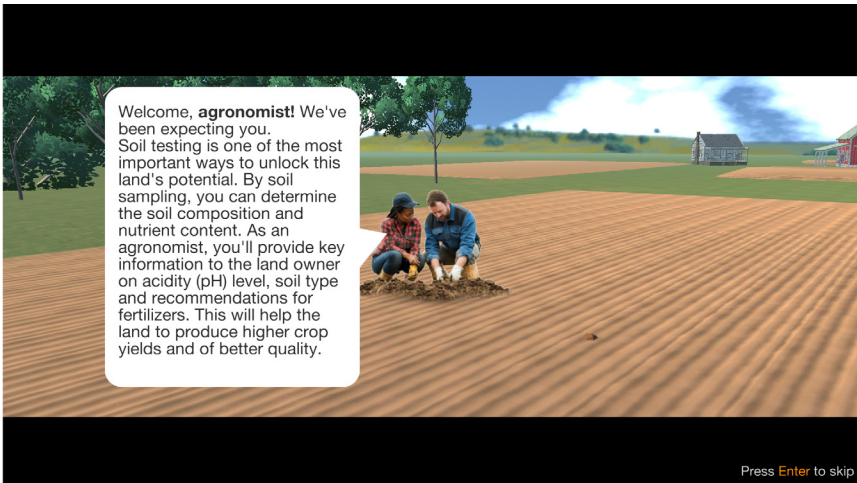 Welcome, agronomist! We've
been expecting you.
Soil testing is one of the most
important ways to unlock this
land's potential. By soil
sampling, you can determine
the soil composition and
nutrient content. As an
agronomist, you'll provide key
information to the land owner
on acidity (pH) level, soil type
and recommendations for
fertilizers. This will help the
land to produce higher crop
yields and of better quality.
Press Enter to skip